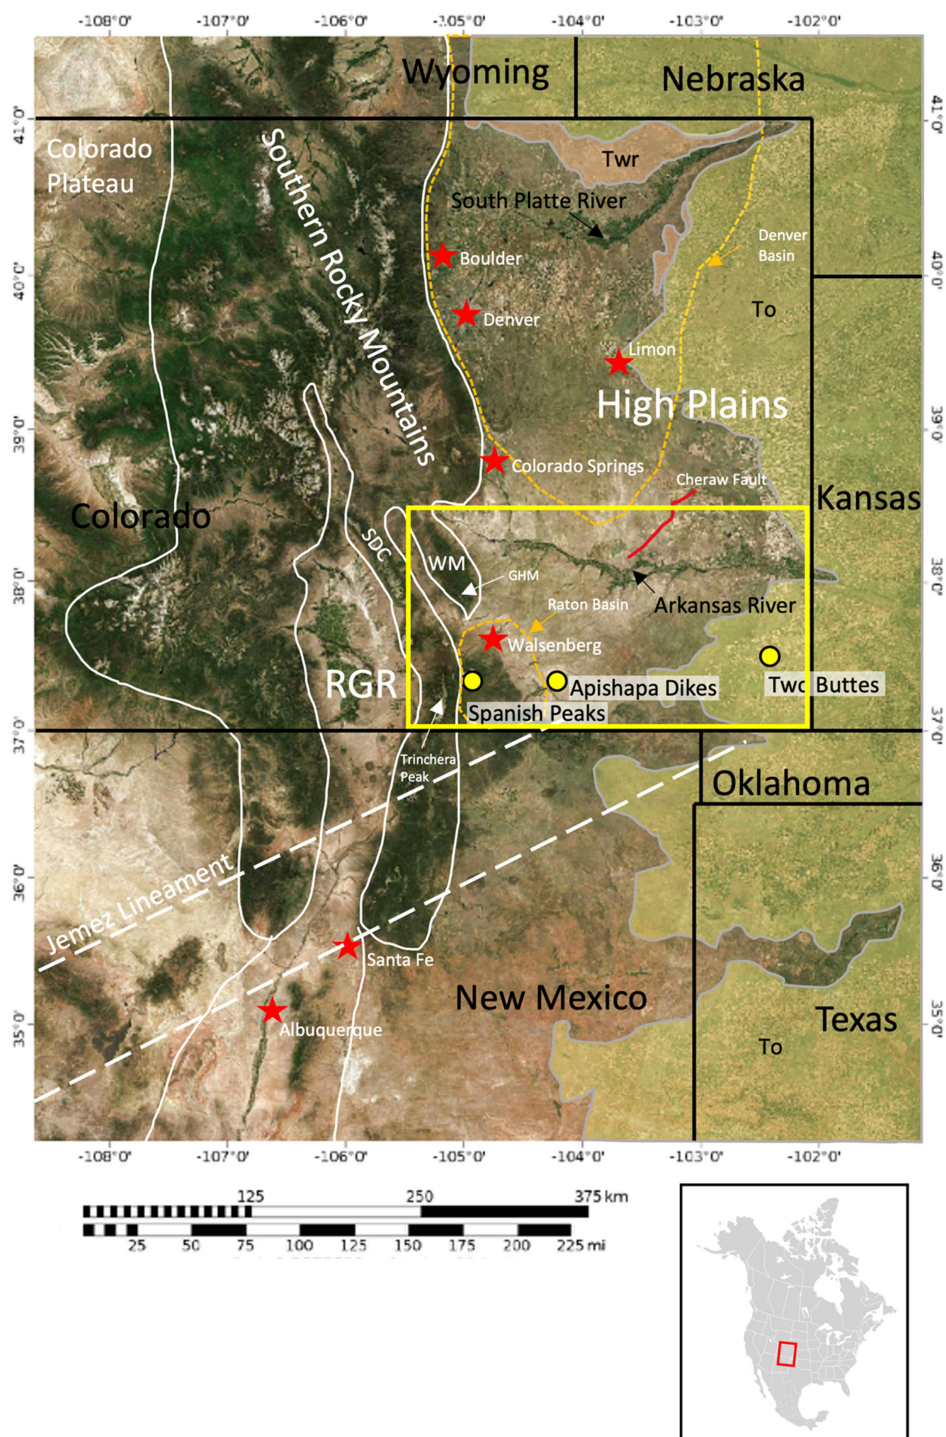 -108°0' -107°0' -106°0' -105°0' -104°0' -103°0' -102°0'
Wyoming
Nebraska
41°0'
41°0'
Colorado
Plateau
Southern Rocky Mountains
Twr
South Platte River
Denver
Basin
Boulder
40°0'
40°0'
To
Denver
Limon
High Plains
39°0'
39°0'
Colorado Springs
Cheraw Fault
Kansas
Colorado
SDC
WM
GHM
38°0'
38°0'
Arkansas River
Raton Basin
Walsenberg
RGR
Apishapa Dikes
Two Buttes
Spanish Peaks
37°0'
37°0'
Trinchera
Peak
Oklahoma
Jemez Lineament
36°0'
36°0'
Santa Fe
New Mexico
Texas
Albuquerque
35°0'
35°0'
To
-108°0' -107°0' -106°0' -105°0' -104°0' -103°0' -102°0'
125 250 375 km
25 50 75 100 125 150 175 200 225 mi